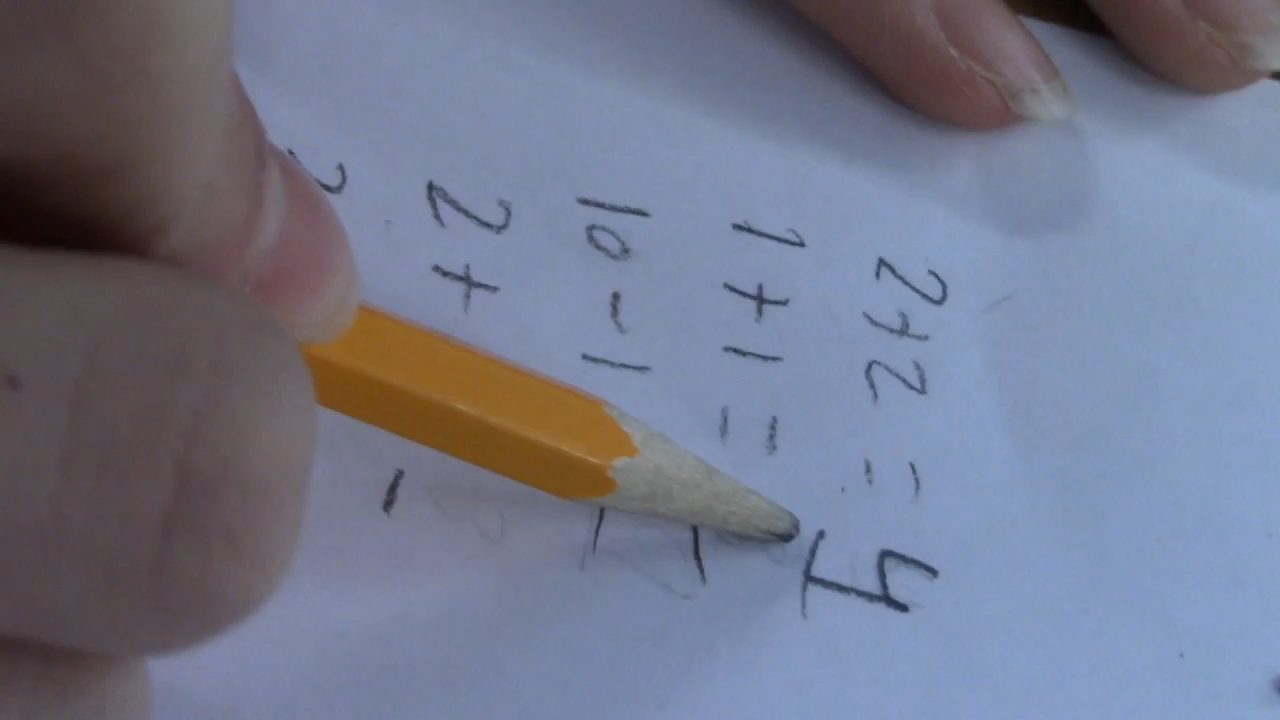 2+2 = 4
1 + 1 =
10 - 1
2 +